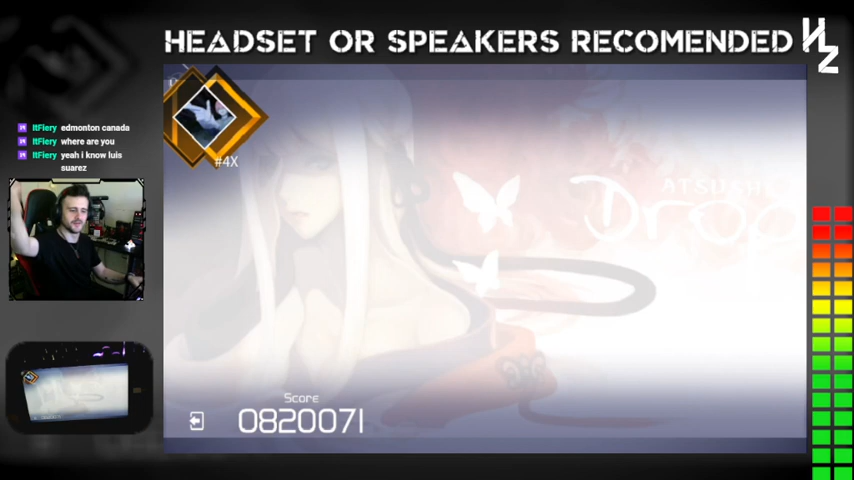 HEADSET OR SPEAKERS RECOMENDED
HZ
ItFiery edmonton canada
ItFiery where are you
ItFiery yeah i know luis
suarez
#4X
Drop
Score
0820071